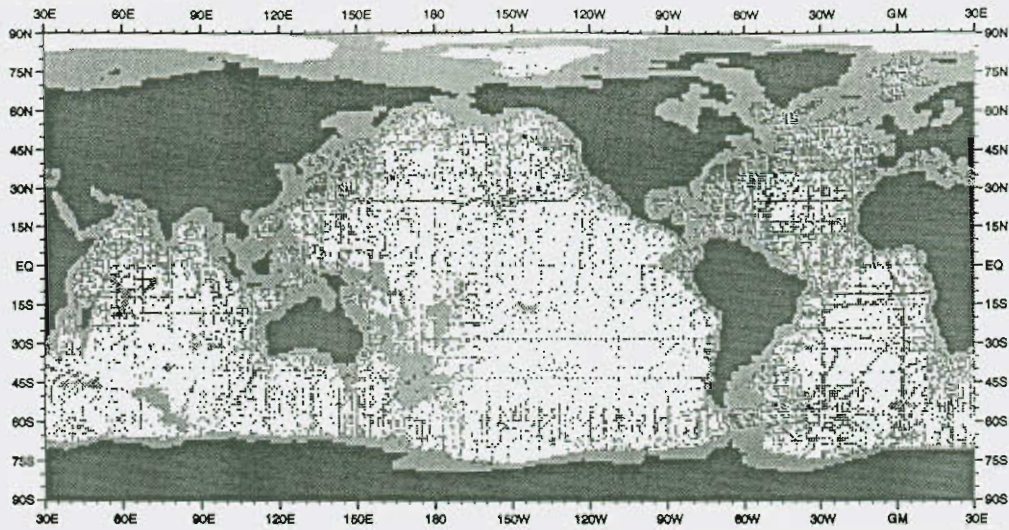 30E 60E 90E 120E 150E 180 150W 120W 90W 60W 30W GM 30E
90N 90N
75N 75N
60N 60N
45N 45N
30N 30N
15N 15N
EQ EQ
15S 15S
30S 30S
45S 45S
60S 60S
75S 75S
90S 90S
30E 60E 90E 120E 150E 180 150W 120W 90W 60W 30W GM 30E